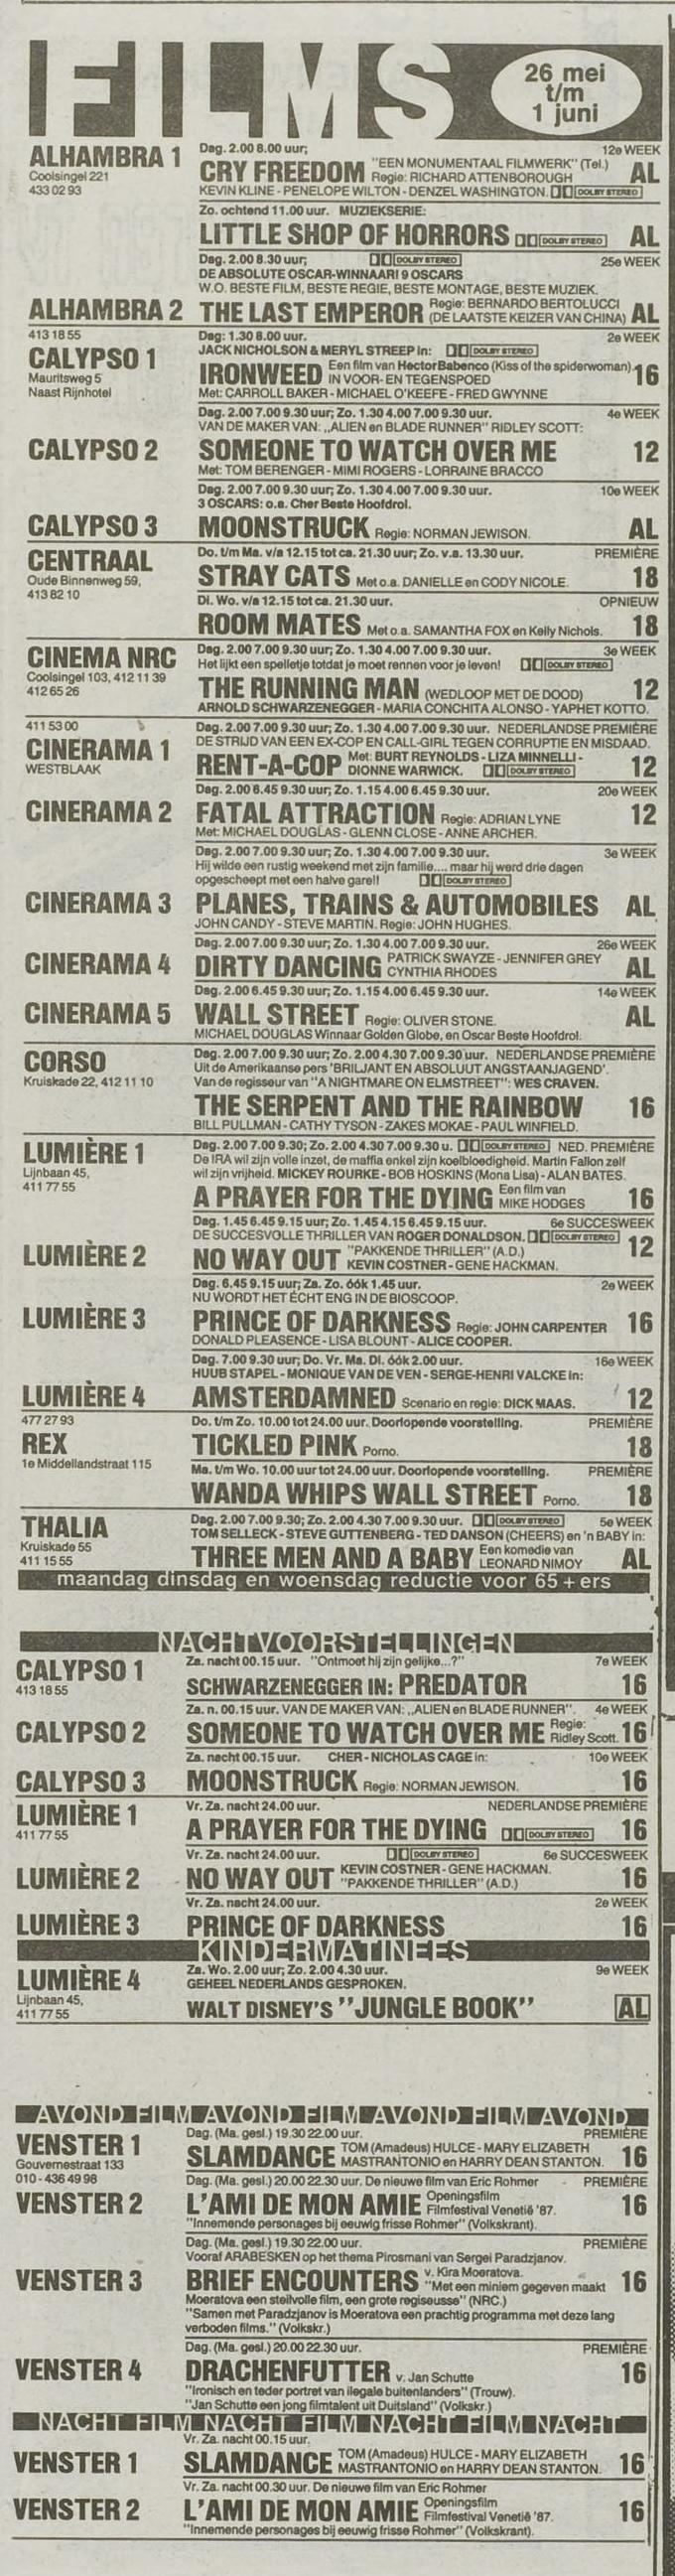 FILMS
26 mei
t/m
1 juni
ALHAMBRA 1
Coolsingel 221
433 02 93
Dag. 2.00 8.00 uur; 12e WEEK
CRY FREEDOM "EEN MONUMENTAAL FILMWERK" (Tel.) Regie: RICHARD ATTENBOROUGH AL
KEVIN KLINE - PENELOPE WILTON - DENZEL WASHINGTON. DOLBY STEREO
Zo. ochtend 11.00 uur. MUZIEKSERIE:
LITTLE SHOP OF HORRORS DOLBY STEREO AL
Dag. 2.00 8.30 uur; DOLBY STEREO 25e WEEK
DE ABSOLUTE OSCAR-WINNAAR! 9 OSCARS
W.O. BESTE FILM, BESTE REGIE, BESTE MONTAGE, BESTE MUZIEK.
ALHAMBRA 2 THE LAST EMPEROR Regie: BERNARDO BERTOLUCCI (DE LAATSTE KEIZER VAN CHINA) AL
413 18 55
CALYPSO 1
Mauritsweg 5
Naast Rijnhotel
Dag: 1.30 8.00 uur. 2e WEEK
JACK NICHOLSON & MERYL STREEP in: DOLBY STEREO
IRONWEED Een film van Hector Babenco (Kiss of the spiderwoman). IN VOOR- EN TEGENSPOED 16
Met: CARROLL BAKER - MICHAEL O'KEEFE - FRED GWYNNE
Dag. 2.00 7.00 9.30 uur; Zo. 1.30 4.00 7.00 9.30 uur. 4e WEEK
VAN DE MAKER VAN: „ALIEN en BLADE RUNNER" RIDLEY SCOTT:
CALYPSO 2 SOMEONE TO WATCH OVER ME 12
Met: TOM BERENGER - MIMI ROGERS - LORRAINE BRACCO
Dag. 2.00 7.00 9.30 uur; Zo. 1.30 4.00 7.00 9.30 uur. 10e WEEK
3 OSCARS: o.a. Cher Beste Hoofdrol.
CALYPSO 3 MOONSTRUCK Regie: NORMAN JEWISON. AL
CENTRAAL
Oude Binnenweg 59,
413 82 10
Do. t/m Ma. v/a 12.15 tot ca. 21.30 uur; Zo. v.a. 13.30 uur. PREMIÈRE
STRAY CATS Met o.a. DANIELLE en CODY NICOLE. 18
Di. Wo. v/a 12.15 tot ca. 21.30 uur. OPNIEUW
ROOM MATES Met o.a. SAMANTHA FOX en Kelly Nichols. 18
CINEMA NRC
Coolsingel 103, 412 11 39
412 65 26
Dag. 2.00 7.00 9.30 uur; Zo. 1.30 4.00 7.00 9.30 uur. 3e WEEK
Het lijkt een spelletje totdat je moet rennen voor je leven! DOLBY STEREO
THE RUNNING MAN (WEDLOOP MET DE DOOD) 12
ARNOLD SCHWARZENEGGER - MARIA CONCHITA ALONSO - YAPHET KOTTO.
411 53 00
CINERAMA 1
WESTBLAAK
Dag. 2.00 7.00 9.30 uur; Zo. 1.30 4.00 7.00 9.30 uur. NEDERLANDSE PREMIÈRE
DE STRIJD VAN EEN EX-COP EN CALL-GIRL TEGEN CORRUPTIE EN MISDAAD.
RENT-A-COP Met: BURT REYNOLDS - LIZA MINNELLI - DIONNE WARWICK. DOLBY STEREO 12
Dag. 2.00 6.45 9.30 uur; Zo. 1.15 4.00 6.45 9.30 uur. 20e WEEK
CINERAMA 2 FATAL ATTRACTION Regie: ADRIAN LYNE 12
Met: MICHAEL DOUGLAS - GLENN CLOSE - ANNE ARCHER.
Dag. 2.00 7.00 9.30 uur; Zo. 1.30 4.00 7.00 9.30 uur. 3e WEEK
Hij wilde een rustig weekend met zijn familie.... maar hij werd drie dagen
opgescheept met een halve gare!! DOLBY STEREO
CINERAMA 3 PLANES, TRAINS & AUTOMOBILES AL
JOHN CANDY - STEVE MARTIN. Regie: JOHN HUGHES.
Dag. 2.00 7.00 9.30 uur; Zo. 1.30 4.00 7.00 9.30 uur. 26e WEEK
CINERAMA 4 DIRTY DANCING PATRICK SWAYZE - JENNIFER GREY CYNTHIA RHODES AL
Dag. 2.00 6.45 9.30 uur; Zo. 1.15 4.00 6.45 9.30 uur. 14e WEEK
CINERAMA 5 WALL STREET Regie: OLIVER STONE. AL
MICHAEL DOUGLAS Winnaar Golden Globe, en Oscar Beste Hoofdrol.
CORSO
Kruiskade 22, 412 11 10
Dag. 2.00 7.00 9.30 uur; Zo. 2.00 4.30 7.00 9.30 uur. NEDERLANDSE PREMIÈRE
Uit de Amerikaanse pers 'BRILJANT EN ABSOLUUT ANGSTAANJAGEND'.
Van de regisseur van "A NIGHTMARE ON ELMSTREET": WES CRAVEN.
THE SERPENT AND THE RAINBOW 16
BILL PULLMAN - CATHY TYSON - ZAKES MOKAE - PAUL WINFIELD.
LUMIÈRE 1
Lijnbaan 45,
411 77 55
Dag. 2.00 7.00 9.30; Zo. 2.00 4.30 7.00 9.30 u. DOLBY STEREO NED. PREMIÈRE
De IRA wil zijn volle inzet, de maffia enkel zijn koelbloedigheid. Martin Fallon zelf
wil zijn vrijheid. MICKEY ROURKE - BOB HOSKINS (Mona Lisa) - ALAN BATES.
A PRAYER FOR THE DYING Een film van MIKE HODGES 16
Dag. 1.45 6.45 9.15 uur; Zo. 1.45 4.15 6.45 9.15 uur. 6e SUCCESWEEK
DE SUCCESVOLLE THRILLER VAN ROGER DONALDSON. DOLBY STEREO
LUMIÈRE 2 NO WAY OUT "PAKKENDE THRILLER" (A.D.) KEVIN COSTNER - GENE HACKMAN. 12
Dag. 6.45 9.15 uur; Za. Zo. óók 1.45 uur. 2e WEEK
NU WORDT HET ÉCHT ENG IN DE BIOSCOOP.
LUMIÈRE 3 PRINCE OF DARKNESS Regie: JOHN CARPENTER 16
DONALD PLEASENCE - LISA BLOUNT - ALICE COOPER.
Dag. 7.00 9.30 uur; Do. Vr. Ma. Di. óók 2.00 uur. 16e WEEK
HUUB STAPEL - MONIQUE VAN DE VEN - SERGE-HENRI VALCKE in:
LUMIÈRE 4 AMSTERDAMNED Scenario en regie: DICK MAAS. 12
477 27 93
REX
1e Middellandstraat 115
Do. t/m Zo. 10.00 tot 24.00 uur. Doorlopende voorstelling. PREMIÈRE
TICKLED PINK Porno. 18
Ma. t/m Wo. 10.00 uur tot 24.00 uur. Doorlopende voorstelling. PREMIÈRE
WANDA WHIPS WALL STREET Porno. 18
THALIA
Kruiskade 55
411 15 55
Dag. 2.00 7.00 9.30; Zo. 2.00 4.30 7.00 9.30 uur. DOLBY STEREO 5e WEEK
TOM SELLECK - STEVE GUTTENBERG - TED DANSON (CHEERS) en 'n BABY in:
THREE MEN AND A BABY Een komedie van LEONARD NIMOY AL
maandag dinsdag en woensdag reductie voor 65 + ers
NACHTVOORSTELLINGEN
CALYPSO 1
413 18 55
Za. nacht 00.15 uur. "Ontmoet hij zijn gelijke...?" 7e WEEK
SCHWARZENEGGER IN: PREDATOR 16
Za. n. 00.15 uur. VAN DE MAKER VAN: „ALIEN en BLADE RUNNER". 4e WEEK
CALYPSO 2 SOMEONE TO WATCH OVER ME Regie: Ridley Scott. 16
Za. nacht 00.15 uur. CHER - NICHOLAS CAGE in: 10e WEEK
CALYPSO 3 MOONSTRUCK Regie: NORMAN JEWISON. 16
LUMIÈRE 1
411 77 55
Vr. Za. nacht 24.00 uur. NEDERLANDSE PREMIÈRE
A PRAYER FOR THE DYING DOLBY STEREO 16
Vr. Za. nacht 24.00 uur. DOLBY STEREO 6e SUCCESWEEK
LUMIÈRE 2 NO WAY OUT KEVIN COSTNER - GENE HACKMAN. "PAKKENDE THRILLER" (A.D.) 16
Vr. Za. nacht 24.00 uur. 2e WEEK
LUMIÈRE 3 PRINCE OF DARKNESS 16
KINDERMATINEES
LUMIÈRE 4
Lijnbaan 45,
411 77 55
Za. Wo. 2.00 uur; Zo. 2.00 4.30 uur. 9e WEEK
GEHEEL NEDERLANDS GESPROKEN.
WALT DISNEY'S "JUNGLE BOOK" AL
AVOND FILM AVOND FILM AVOND FILM AVOND
VENSTER 1
Gouvernestraat 133
010 - 436 49 98
Dag. (Ma. gesl.) 19.30 22.00 uur. PREMIÈRE
SLAMDANCE TOM (Amadeus) HULCE - MARY ELIZABETH MASTRANTONIO en HARRY DEAN STANTON. 16
Dag. (Ma. gesl.) 20.00 22.30 uur. De nieuwe film van Eric Rohmer - PREMIÈRE
VENSTER 2 L'AMI DE MON AMIE Openingsfilm Filmfestival Venetië '87. 16
"Innemende personages bij eeuwig frisse Rohmer" (Volkskrant).
Dag. (Ma. gesl.) 19.30 22.00 uur. PREMIÈRE
Vooraf ARABESKEN op het thema Pirosmani van Sergei Paradzjanov.
VENSTER 3 BRIEF ENCOUNTERS v. Kira Moeratova. "Met een miniem gegeven maakt 16
Moeratova een steilvolle film, een grote regiseusse" (NRC.)
"Samen met Paradzjanov is Moeratova een prachtig programma met deze lang
verboden films." (Volkskr.)
Dag. (Ma. gesl.) 20.00 22.30 uur. PREMIÈRE
VENSTER 4 DRACHENFUTTER v. Jan Schutte 16
"Ironisch en teder portret van ilegale buitenlanders" (Trouw).
"Jan Schutte een jong filmtalent uit Duitsland" (Volkskr.)
NACHT FILM NACHT FILM NACHT FILM NACHT
Vr. Za. nacht 00.15 uur.
VENSTER 1 SLAMDANCE TOM (Amadeus) HULCE - MARY ELIZABETH MASTRANTONIO en HARRY DEAN STANTON. 16
Vr. Za. nacht 00.30 uur. De nieuwe film van Eric Rohmer
VENSTER 2 L'AMI DE MON AMIE Openingsfilm Filmfestival Venetië '87. 16
"Innemende personages bij eeuwig frisse Rohmer" (Volkskrant).